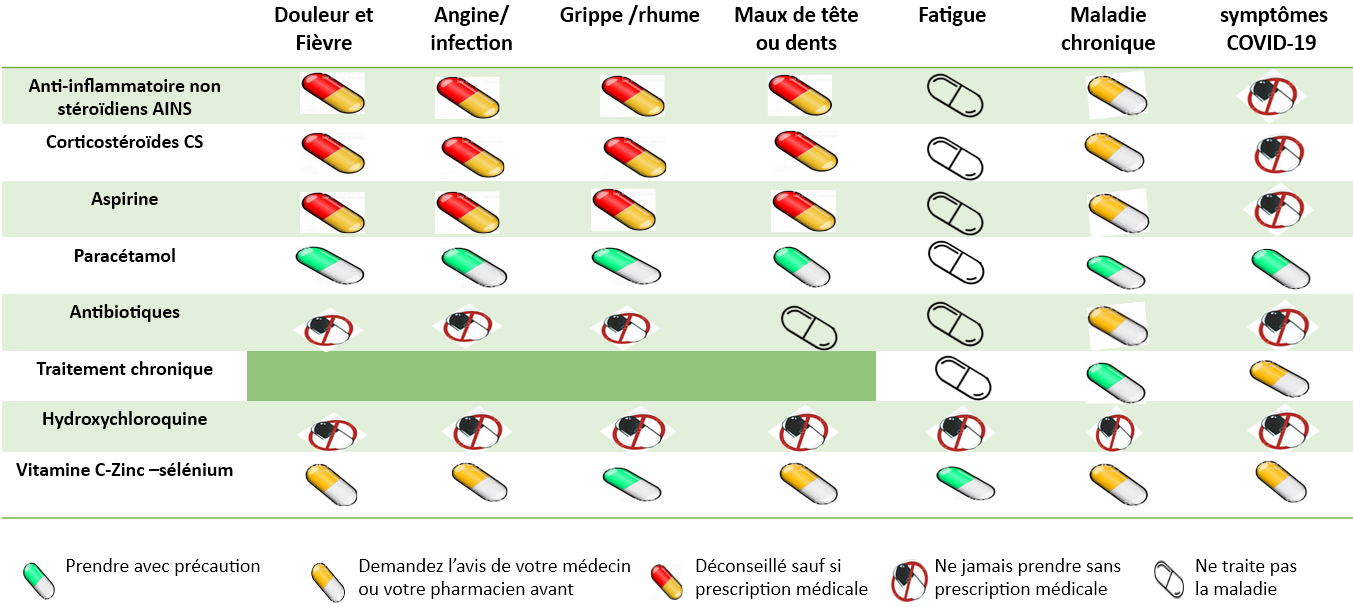 Douleur et
Fièvre
Angine/
infection
Grippe /rhume
Maux de tête
ou dents
Fatigue
Maladie
chronique
symptômes
COVID-19
Anti-inflammatoire non
stéroïdiens AINS
Corticostéroïdes CS
Aspirine
Paracétamol
Antibiotiques
Traitement chronique
Hydroxychloroquine
Vitamine C-Zinc –sélénium
Prendre avec précaution
Demandez l’avis de votre médecin
ou votre pharmacien avant
Déconseillé sauf si
prescription médicale
Ne jamais prendre sans
prescription médicale
Ne traite pas
la maladie